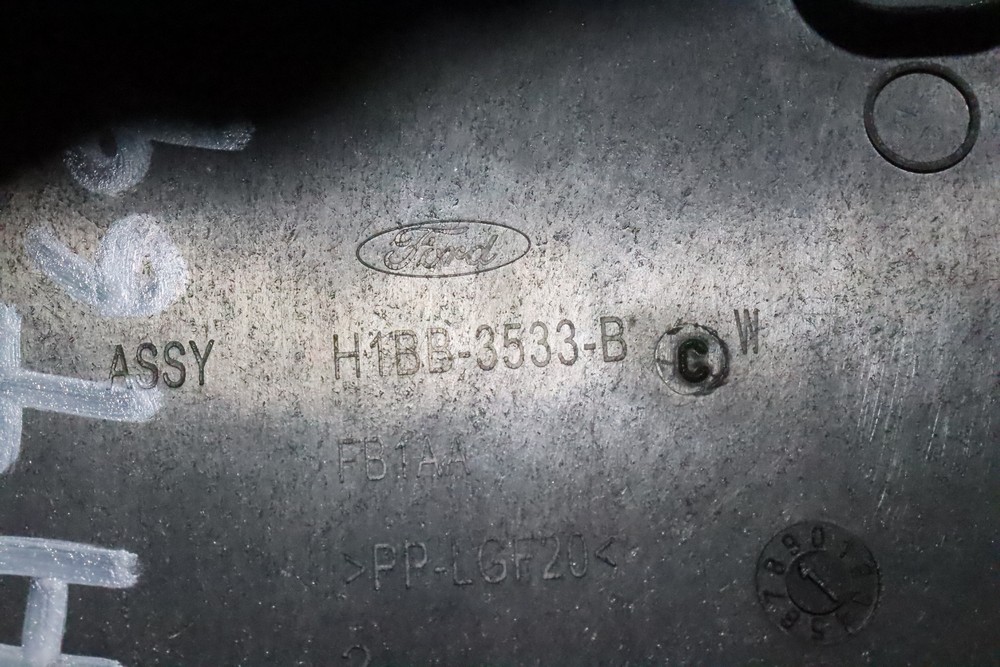 Ford
ASSY H1BB-3533-B C W
FB1AA
>PP-LGF20<